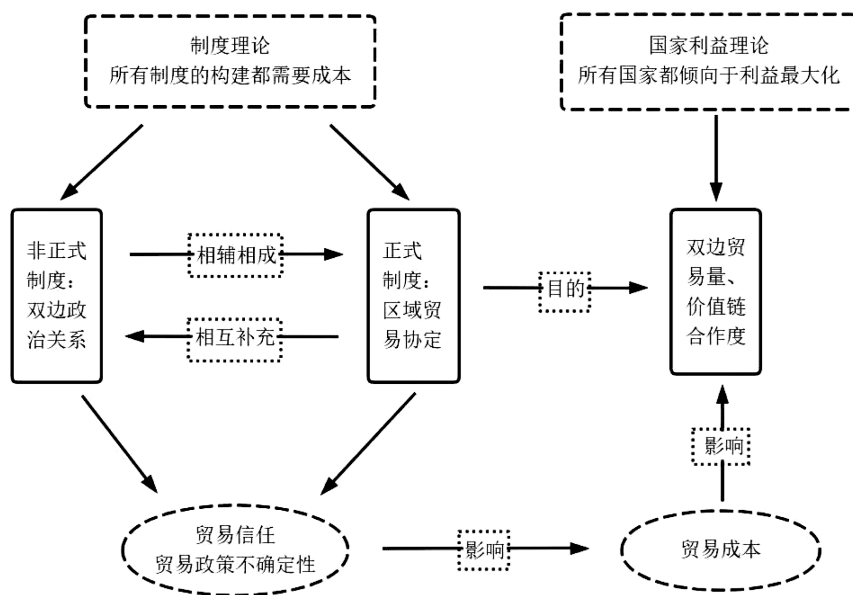 制度理论
所有制度的构建都需要成本
国家利益理论
所有国家都倾向于利益最大化
非正式
制度：
双边政
治关系
相辅相成
相互补充
正式
制度：
区域贸
易协定
目的
双边贸
易量、
价值链
合作度
影响
贸易信任
贸易政策不确定性
影响
贸易成本